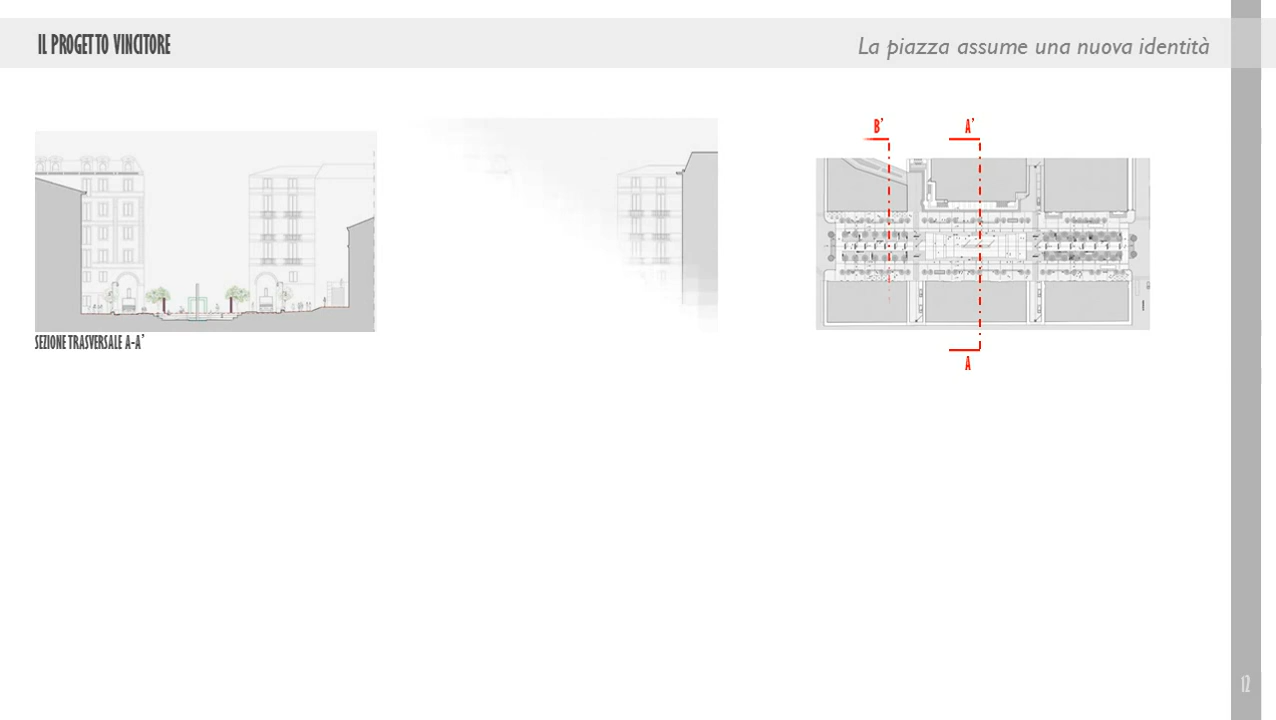 IL PROGETTO VINCITORE
La piazza assume una nuova identità
B’
A’
A
SEZIONE TRASVERSALE A-A’
12